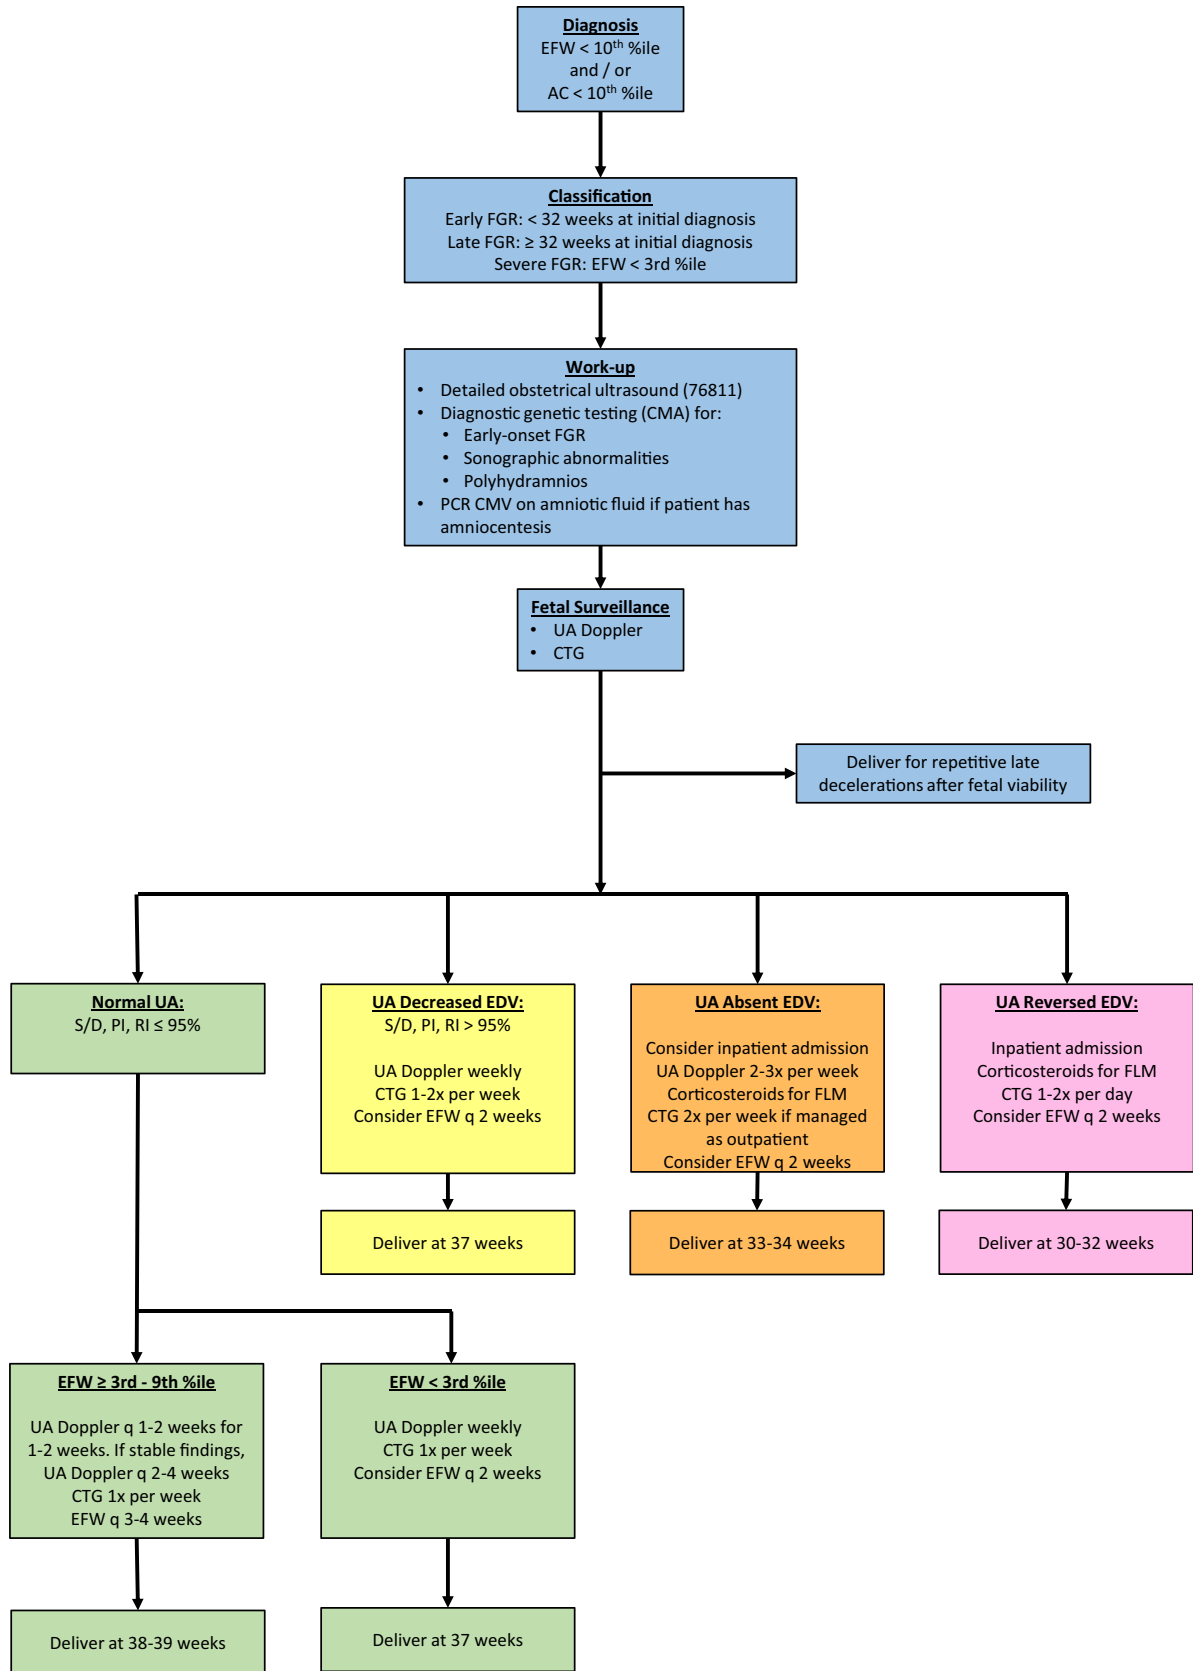 Diagnosis
EFW < 10th %ile
and / or
AC < 10th %ile
Classification
Early FGR: < 32 weeks at initial diagnosis
Late FGR: ≥ 32 weeks at initial diagnosis
Severe FGR: EFW < 3rd %ile
Work-up
• Detailed obstetrical ultrasound (76811)
• Diagnostic genetic testing (CMA) for:
• Early-onset FGR
• Sonographic abnormalities
• Polyhydramnios
• PCR CMV on amniotic fluid if patient has
amniocentesis
Fetal Surveillance
• UA Doppler
• CTG
Deliver for repetitive late
decelerations after fetal viability
Normal UA:
S/D, PI, RI ≤ 95%
UA Decreased EDV:
S/D, PI, RI > 95%
UA Doppler weekly
CTG 1-2x per week
Consider EFW q 2 weeks
Deliver at 37 weeks
UA Absent EDV:
Consider inpatient admission
UA Doppler 2-3x per week
Corticosteroids for FLM
CTG 2x per week if managed
as outpatient
Consider EFW q 2 weeks
Deliver at 33-34 weeks
UA Reversed EDV:
Inpatient admission
Corticosteroids for FLM
CTG 1-2x per day
Consider EFW q 2 weeks
Deliver at 30-32 weeks
EFW ≥ 3rd - 9th %ile
UA Doppler q 1-2 weeks for
1-2 weeks. If stable findings,
UA Doppler q 2-4 weeks
CTG 1x per week
EFW q 3-4 weeks
Deliver at 38-39 weeks
EFW < 3rd %ile
UA Doppler weekly
CTG 1x per week
Consider EFW q 2 weeks
Deliver at 37 weeks